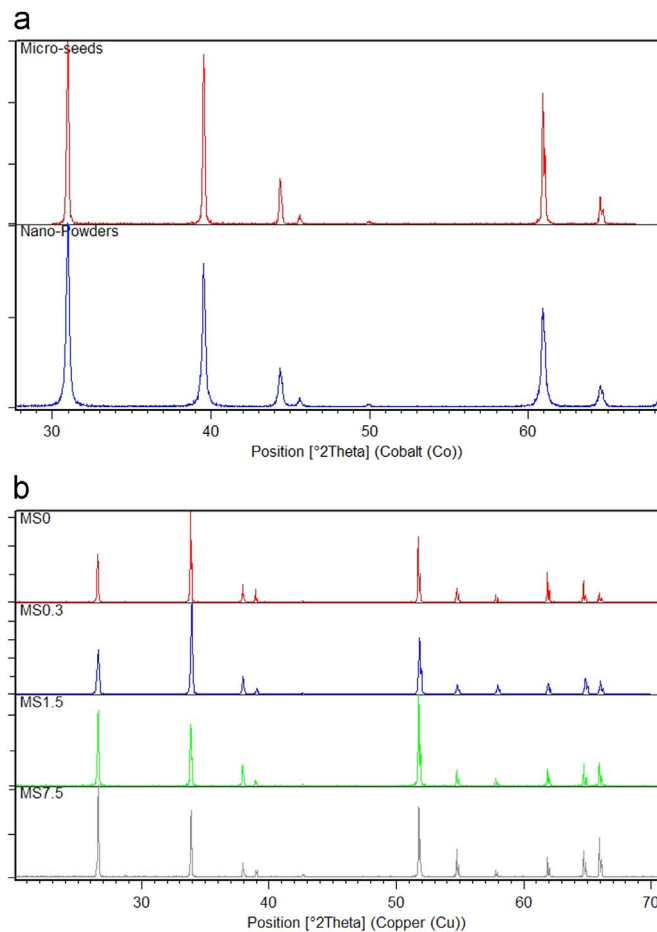 a
Micro-seeds
Nano-Powders
30 40 50 60
Position [°2Theta] (Cobalt (Co))
b
MS0
MS0.3
MS1.5
MS7.5
30 40 50 60 70
Position [°2Theta] (Copper (Cu))